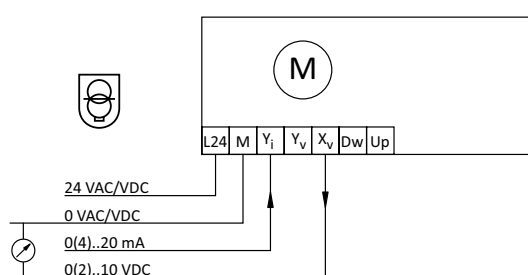 M
L24 M Yi Yv Xv Dw Up
24 VAC/VDC
0 VAC/VDC
0(4)..20 mA
0(2)..10 VDC